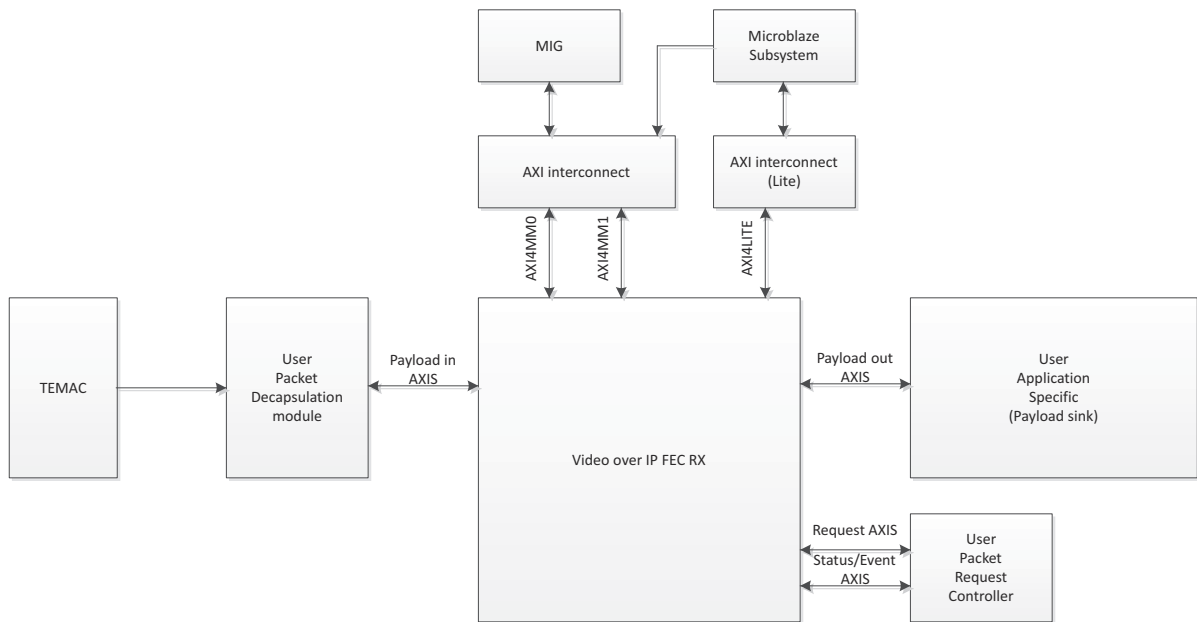 MIG
Microblaze
Subsystem
AXI interconnect
AXI interconnect
(Lite)
AXI4MM0
AXI4MM1
AXI4LITE
TEMAC
User
Packet
Decapsulation
module
Payload in
AXIS
Video over IP FEC RX
Payload out
AXIS
User
Application
Specific
(Payload sink)
Request AXIS
Status/Event
AXIS
User
Packet
Request
Controller